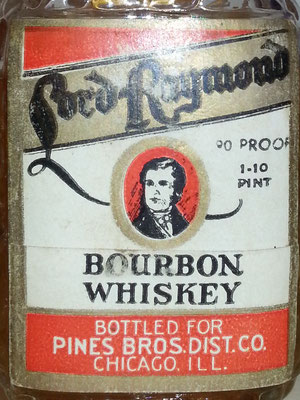 Lord Raymond
90 PROOF
1-10
PINT
BOURBON
WHISKEY
BOTTLED FOR
PINES BROS. DIST. CO.
CHICAGO, ILL.